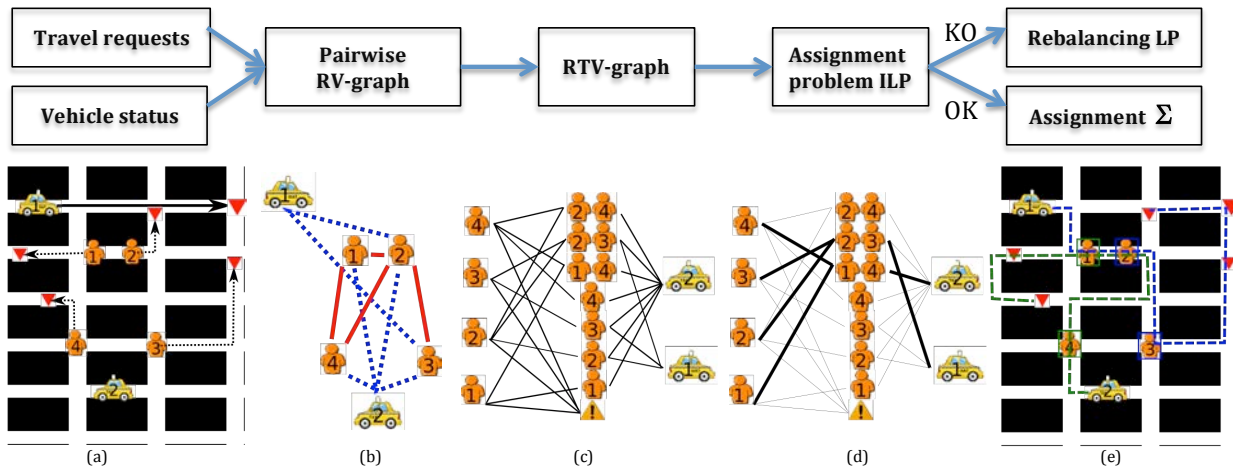 Travel requests
Vehicle status
Pairwise
RV-graph
RTV-graph
Assignment
problem ILP
KO
OK
Rebalancing LP
Assignment Σ
1
1
2
4
3
2
(a)
1
1
2
4
3
2
(b)
4
3
2
1
2 4
2 3
1 4
4
3
2
1
!
2
1
(c)
4
3
2
1
2 4
2 3
1 4
4
3
2
1
!
2
1
(d)
1
1
2
4
3
2
(e)